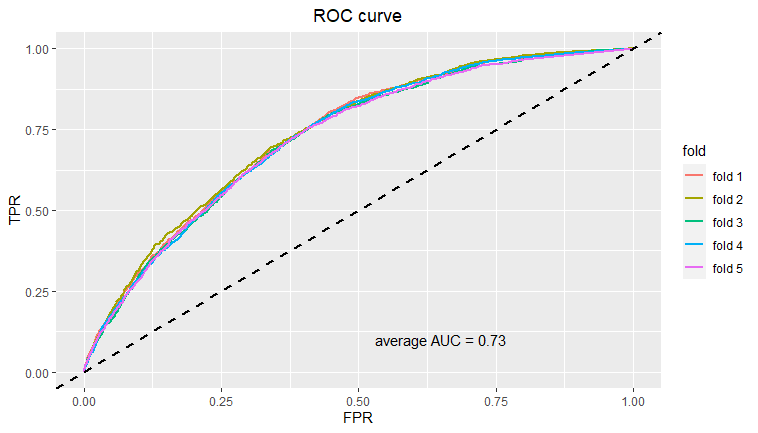 ROC curve
1.00
0.75
0.50
0.25
0.00
TPR
average AUC = 0.73
0.00 0.25 0.50 0.75 1.00
FPR
fold
fold 1
fold 2
fold 3
fold 4
fold 5